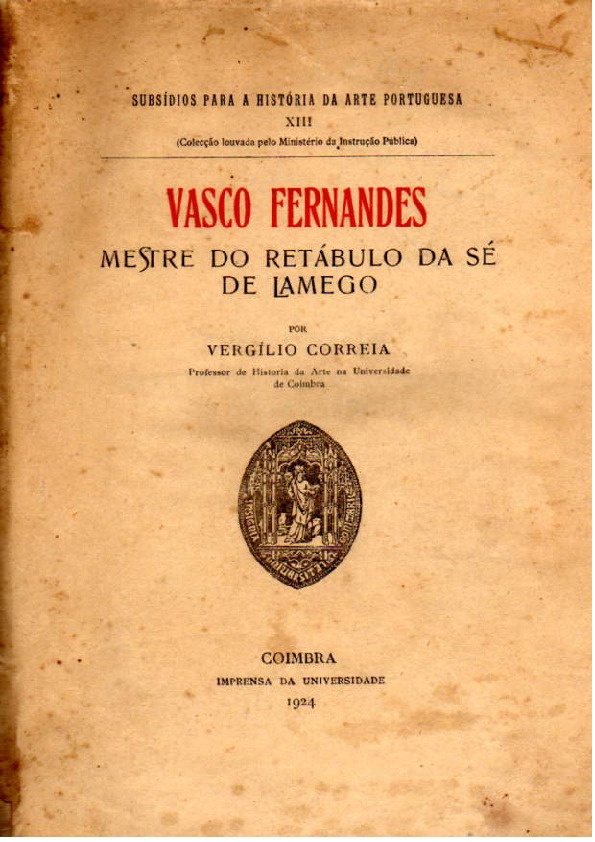 SUBSÍDIOS PARA A HISTÓRIA DA ARTE PORTUGUESA
XIII
(Colecção louvada pelo Ministério da Instrução Pública)
VASCO FERNANDES
MESTRE DO RETÁBULO DA SÉ
DE LAMEGO
POR
VERGÍLIO CORREIA
Professor de Historia da Arte na Universidade
de Coimbra
COIMBRA
IMPRENSA DA UNIVERSIDADE
1924